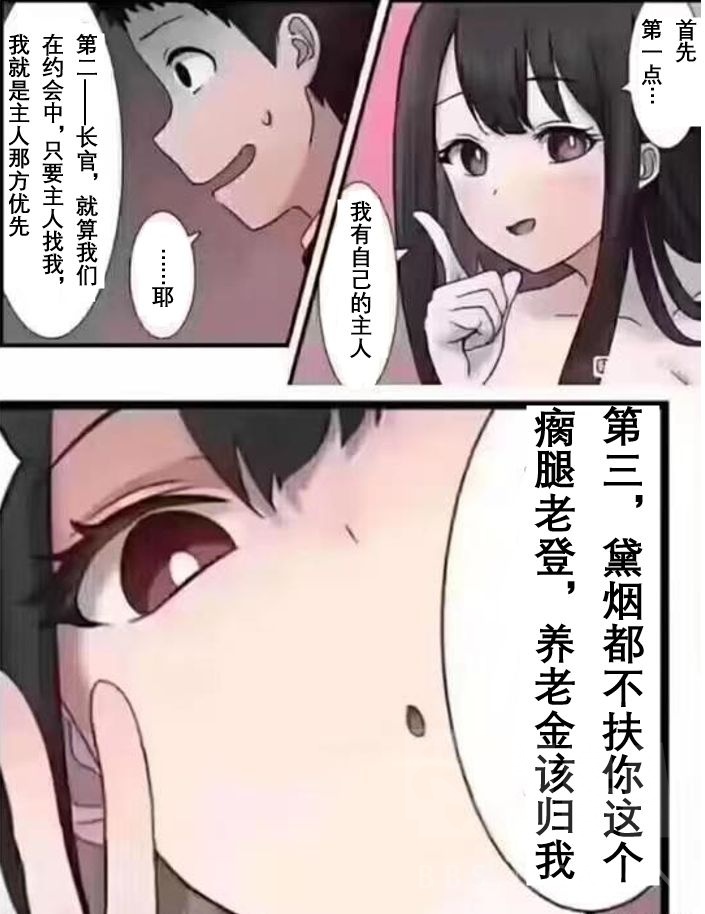 首先
第一点…
我有自己的主人
第二——长官，就算我们
在约会中，只要主人找我，
我就是主人那方优先
……耶
第三，黛烟都不扶你这个
瘸腿老登，养老金该归我